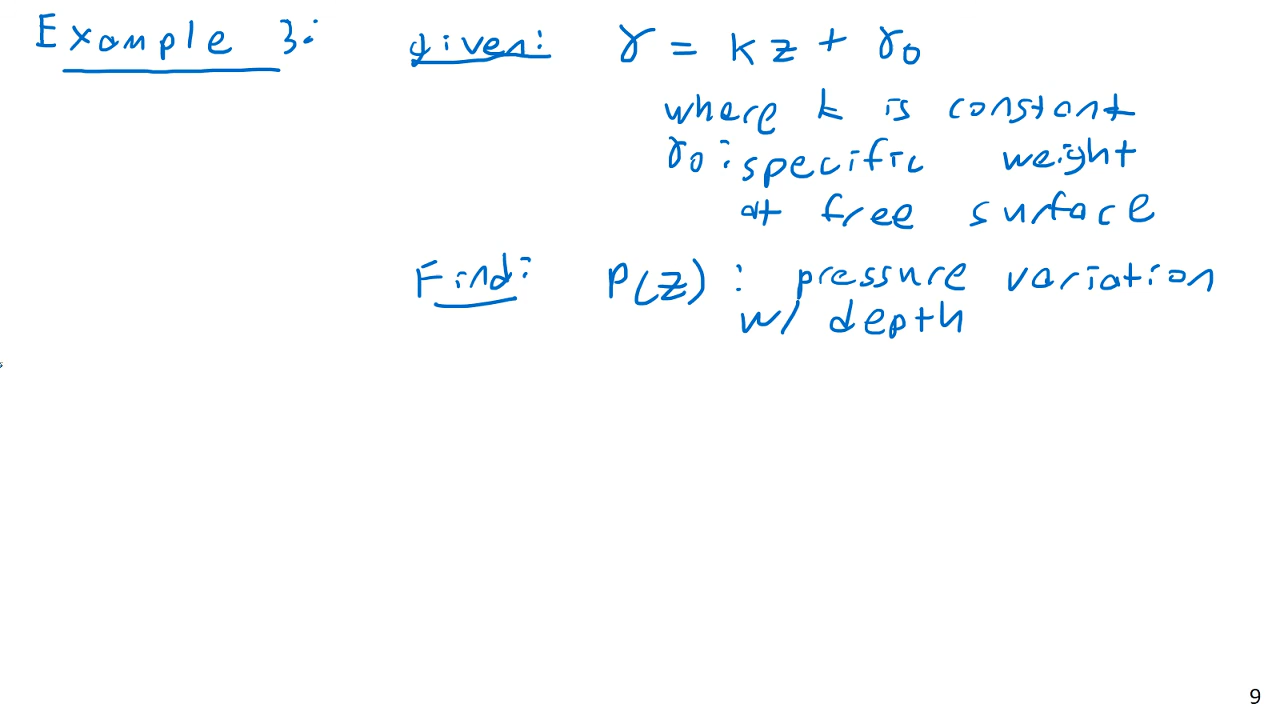 Example 3: given: γ = kz + γ₀
where k is constant
γ₀ : specific weight
at free surface
Find: P(z) : pressure variation
w/ depth
9